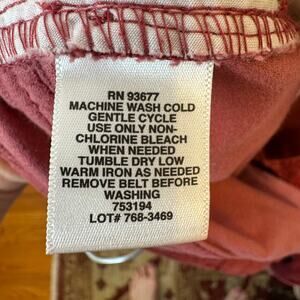 RN 93677
MACHINE WASH COLD
GENTLE CYCLE
USE ONLY NON-
CHLORINE BLEACH
WHEN NEEDED
TUMBLE DRY LOW
WARM IRON AS NEEDED
REMOVE BELT BEFORE
WASHING
753194
LOT# 768-3469